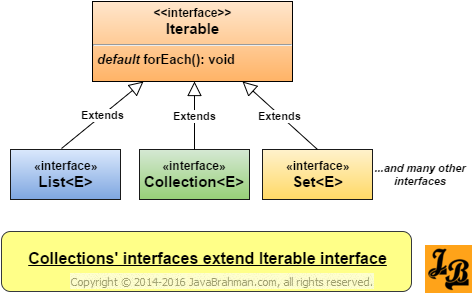 <<interface>>
Iterable
default forEach(): void
Extends
Extends
Extends
«interface»
List<E>
«interface»
Collection<E>
«interface»
Set<E>
...and many other
interfaces
Collections' interfaces extend Iterable interface
Copyright © 2014-2016 JavaBrahman.com, all rights reserved.
JB